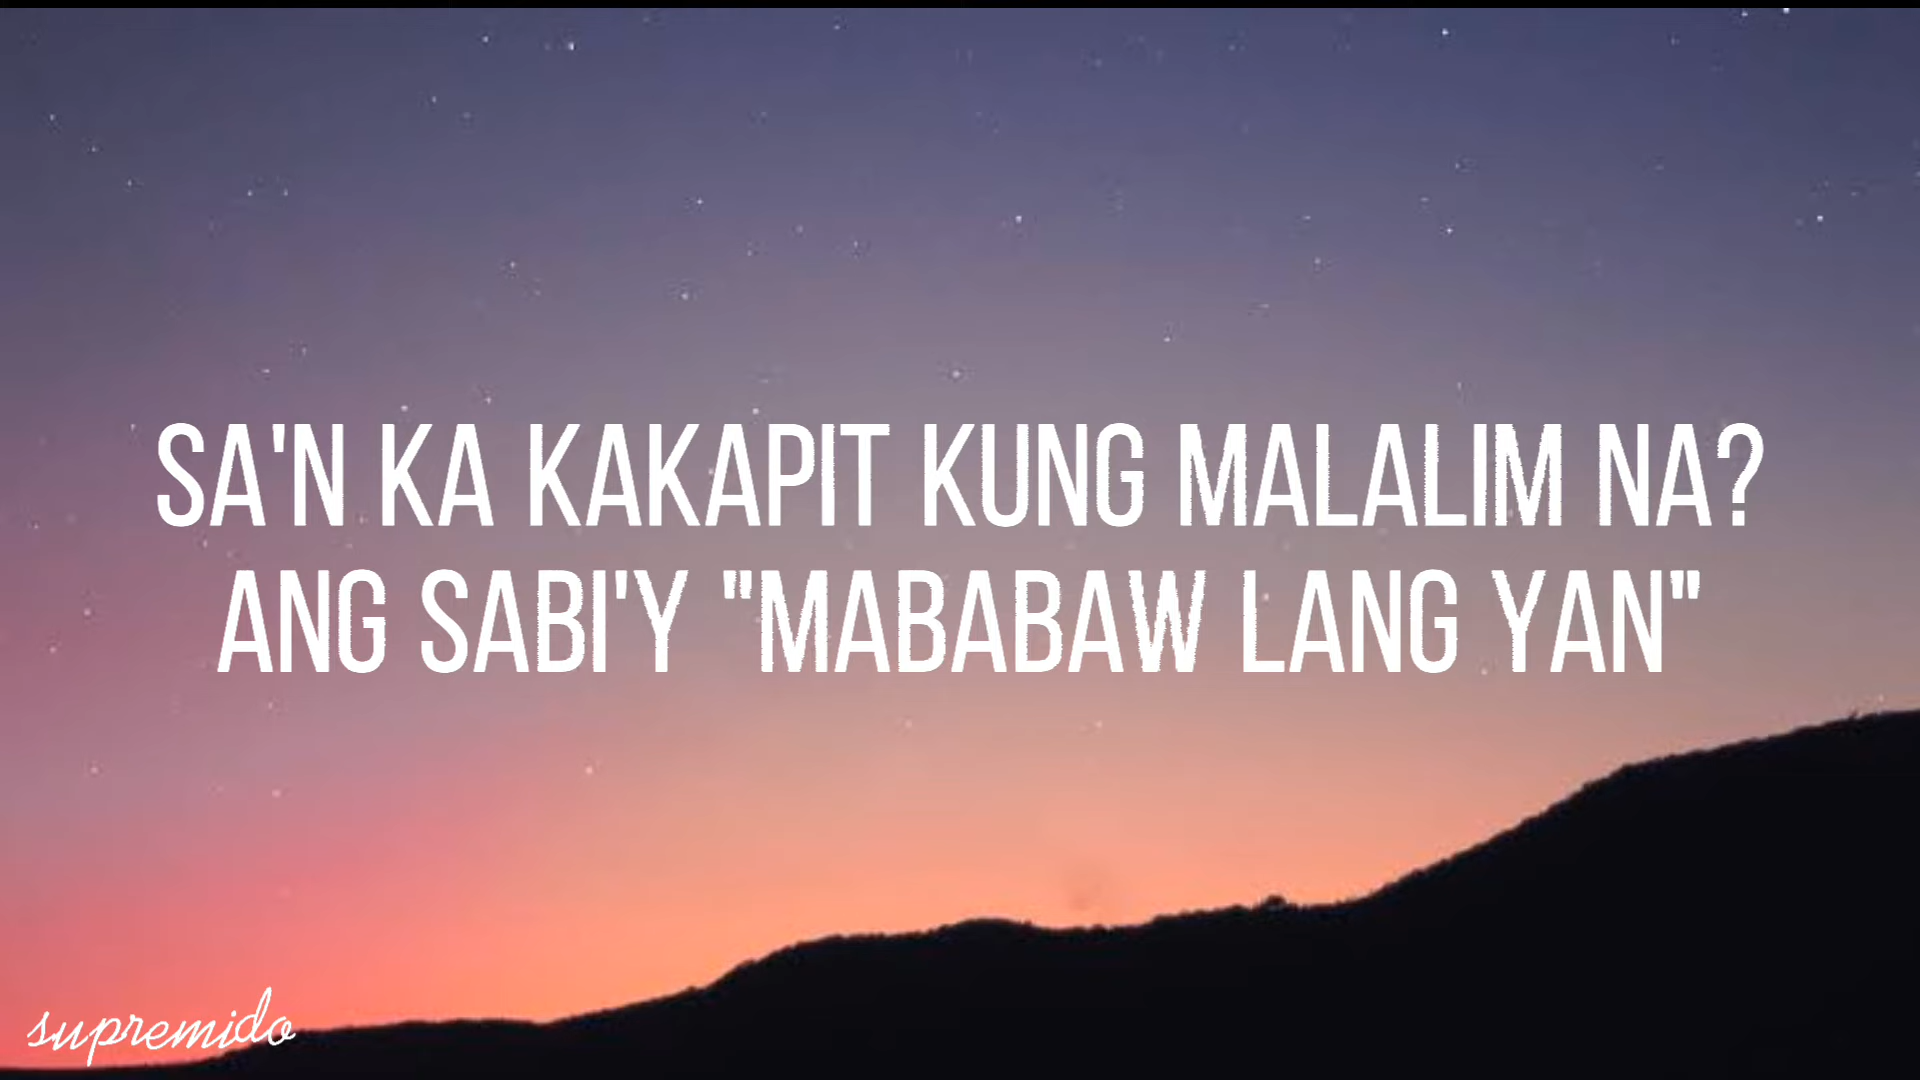 SA'N KA KAKAPIT KUNG MALALIM NA?
ANG SABI'Y "MABABAW LANG YAN"
supremido